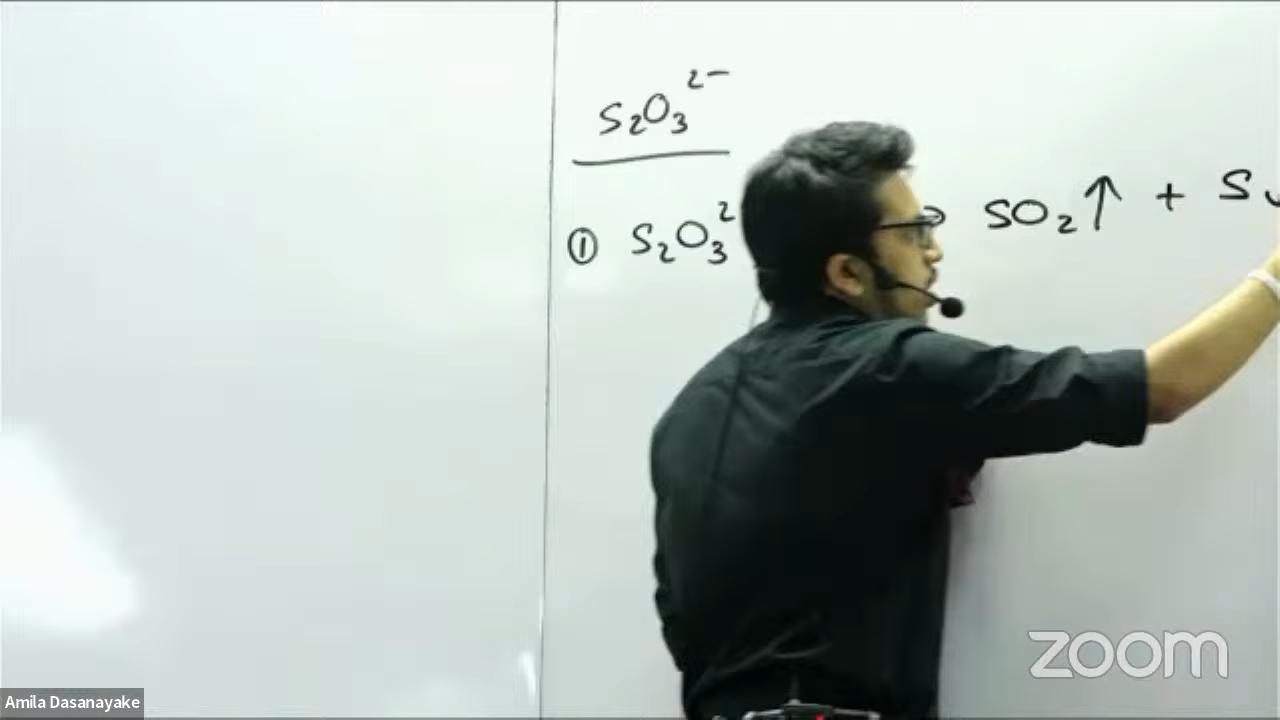 S₂O₃²⁻
① S₂O₃² → SO₂↑ + S↓
zoom
Amila Dasanayake